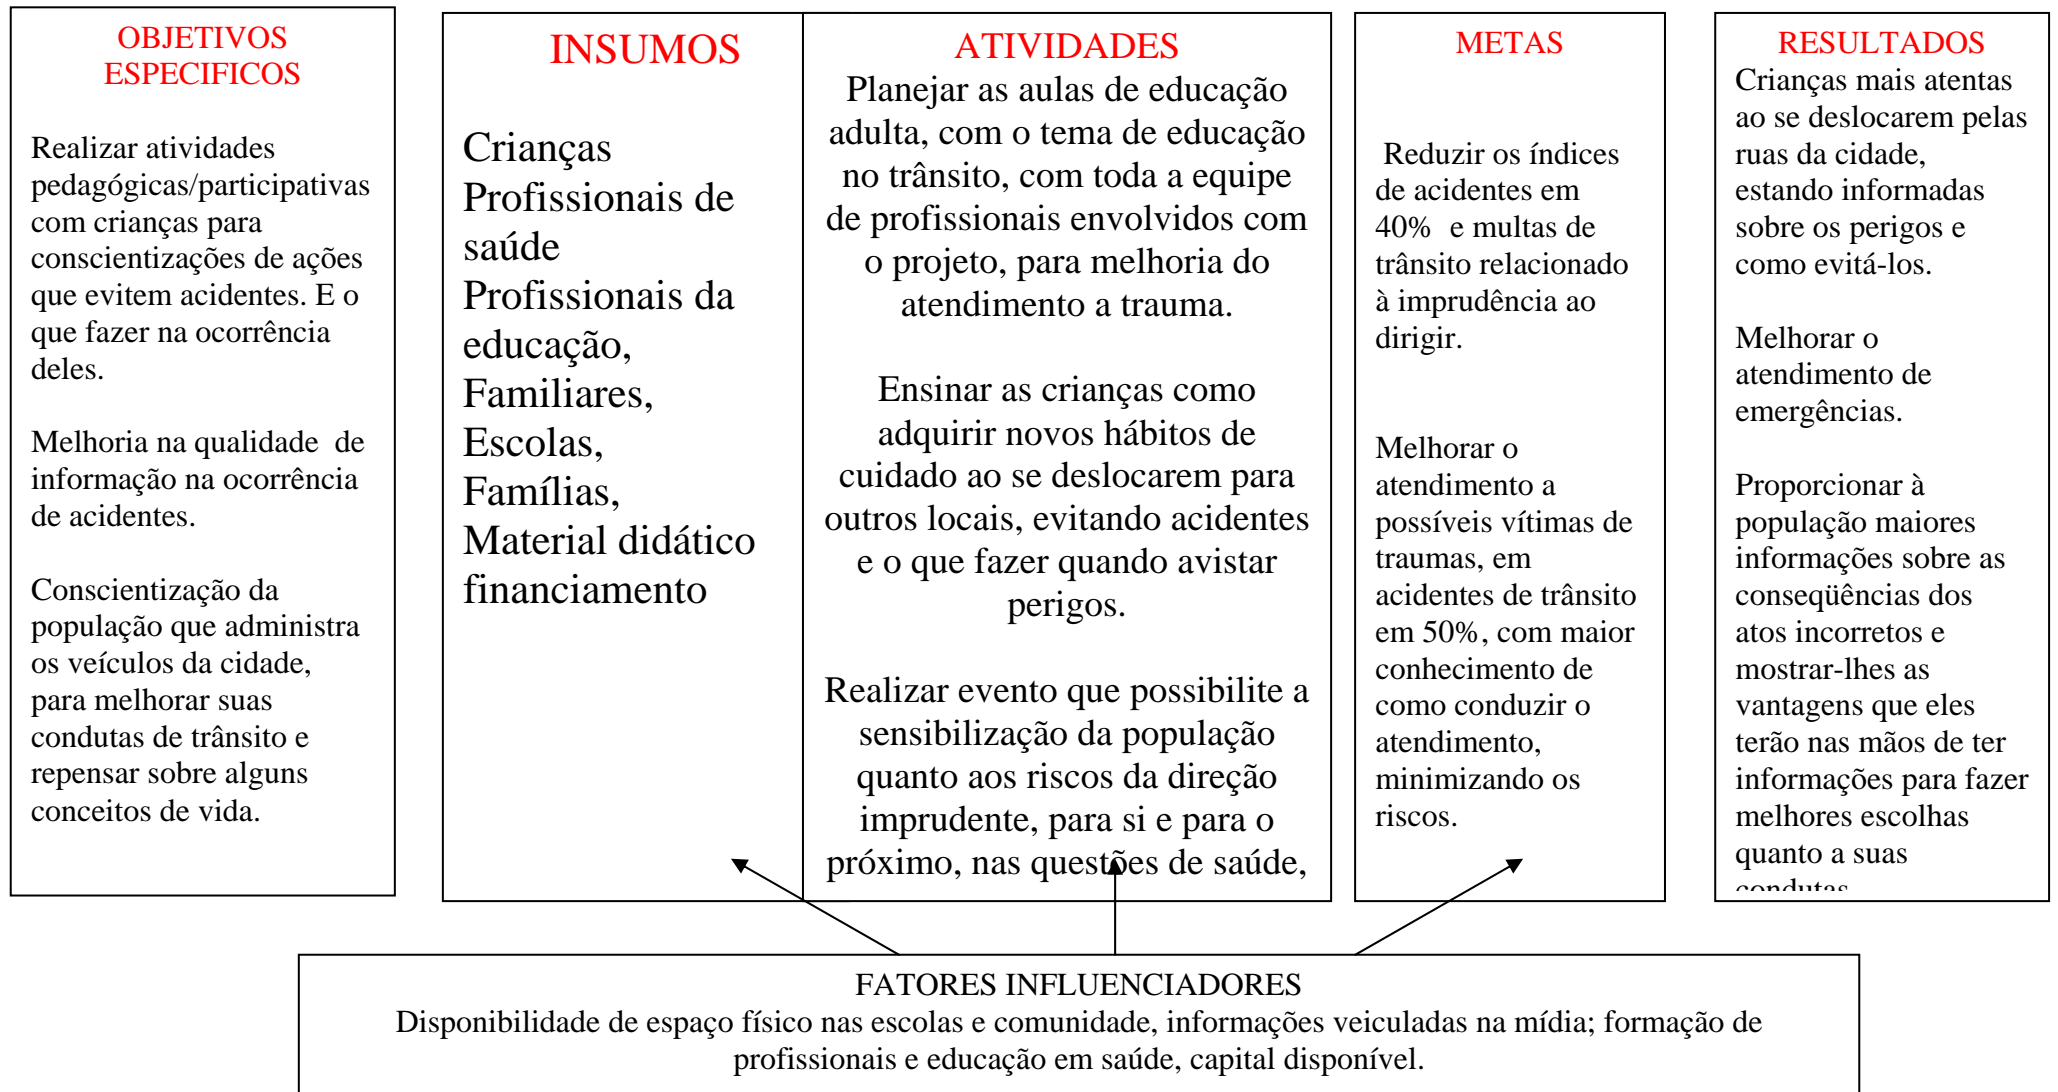 OBJETIVOS
ESPECIFICOS
Realizar atividades
pedagógicas/participativas
com crianças para
conscientizações de ações
que evitem acidentes. E o
que fazer na ocorrência
deles.
Melhoria na qualidade de
informação na ocorrência
de acidentes.
Conscientização da
população que administra
os veículos da cidade,
para melhorar suas
condutas de trânsito e
repensar sobre alguns
conceitos de vida.
INSUMOS
Crianças
Profissionais de
saúde
Profissionais da
educação,
Familiares,
Escolas,
Famílias,
Material didático
financiamento
ATIVIDADES
Planejar as aulas de educação
adulta, com o tema de educação
no trânsito, com toda a equipe
de profissionais envolvidos com
o projeto, para melhoria do
atendimento a trauma.
Ensinar as crianças como
adquirir novos hábitos de
cuidado ao se deslocarem para
outros locais, evitando acidentes
e o que fazer quando avistar
perigos.
Realizar evento que possibilite a
sensibilização da população
quanto aos riscos da direção
imprudente, para si e para o
próximo, nas questões de saúde,
METAS
Reduzir os índices
de acidentes em
40% e multas de
trânsito relacionado
à imprudência ao
dirigir.
Melhorar o
atendimento a
possíveis vítimas de
traumas, em
acidentes de trânsito
em 50%, com maior
conhecimento de
como conduzir o
atendimento,
minimizando os
riscos.
RESULTADOS
Crianças mais atentas
ao se deslocarem pelas
ruas da cidade,
estando informadas
sobre os perigos e
como evitá-los.
Melhorar o
atendimento de
emergências.
Proporcionar à
população maiores
informações sobre as
conseqüências dos
atos incorretos e
mostrar-lhes as
vantagens que eles
terão nas mãos de ter
informações para fazer
melhores escolhas
quanto a suas
condutas
FATORES INFLUENCIADORES
Disponibilidade de espaço físico nas escolas e comunidade, informações veiculadas na mídia; formação de
profissionais e educação em saúde, capital disponível.